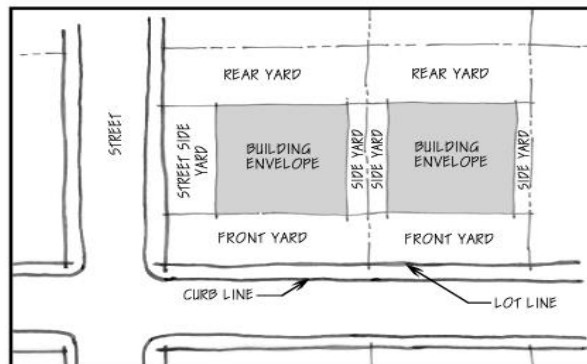 REAR YARD
REAR YARD
STREET
STREET SIDE
YARD
BUILDING
ENVELOPE
SIDE YARD
SIDE YARD
BUILDING
ENVELOPE
SIDE YARD
FRONT YARD
FRONT YARD
CURB LINE
LOT LINE